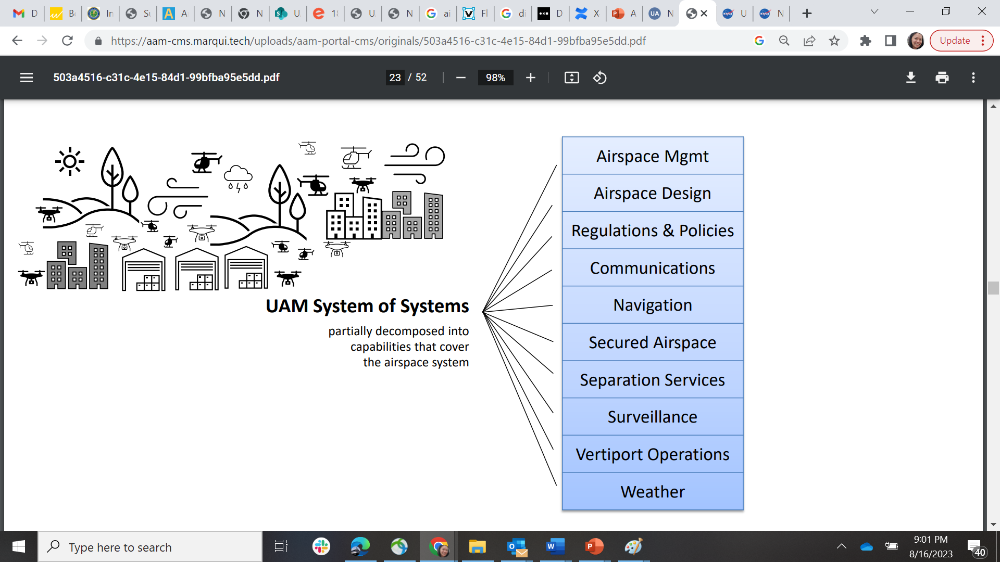 D
Bo
In
Su
A
N
N
U
18
U
N
ai
Fl
di
D
X
A
UA N
U
N
https://aam-cms.marqui.tech/uploads/aam-portal-cms/originals/503a4516-c31c-4e15-84d1-99bfba95e5dd.pdf
Update
503a4516-c31c-4e15-84d1-99bfba95e5dd.pdf
23 / 52
98%
UAM System of Systems
partially decomposed into
capabilities that cover
the airspace system
Airspace Mgmt
Airspace Design
Regulations & Policies
Communications
Navigation
Secured Airspace
Separation Services
Surveillance
Vertiport Operations
Weather
Type here to search
9:01 PM
8/16/2023
40